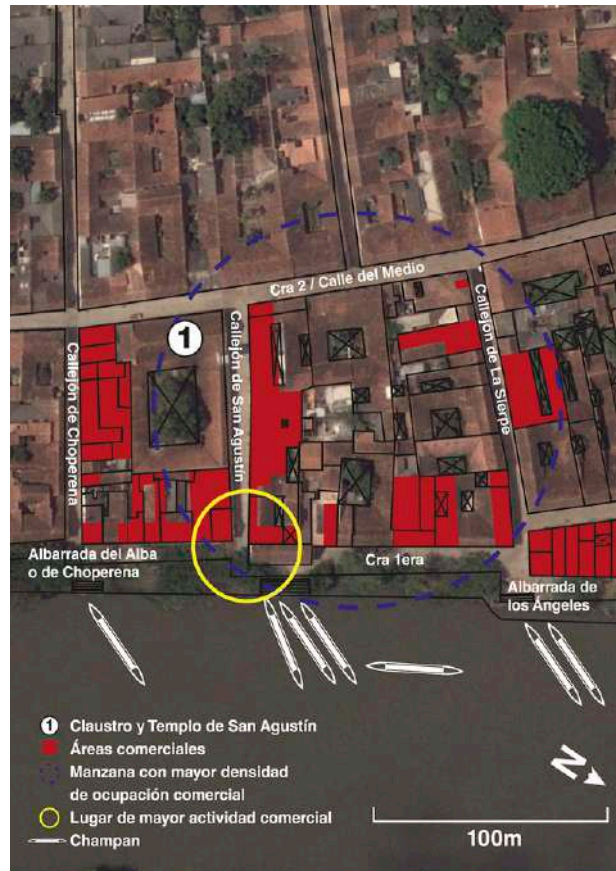 Cra 2 / Calle del Medio
1
Callejón de Choperena
Callejón de San Agustín
Callejón de La Sierpe
Albarrada del Alba
o de Choperena
Cra 1era
Albarrada de
los Ángeles
1 Claustro y Templo de San Agustín
Áreas comerciales
Manzana con mayor densidad
de ocupación comercial
Lugar de mayor actividad comercial
Champan
N
100m